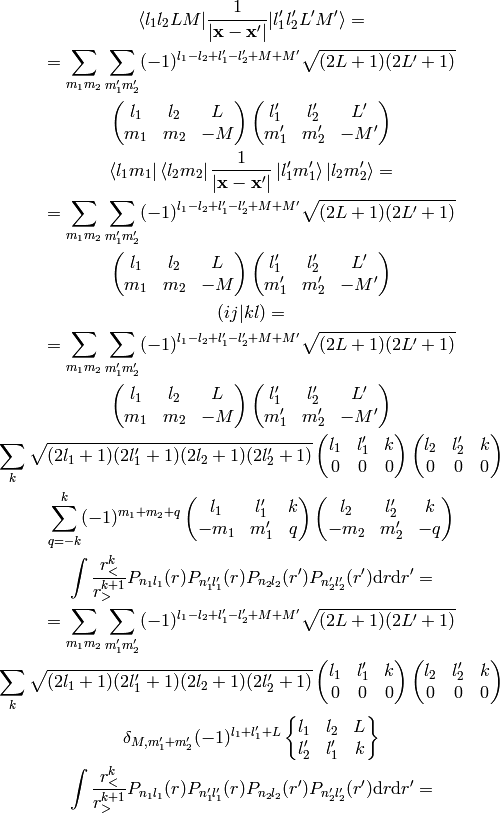 \langle l_1 l_2 L M | \frac{1}{|\mathbf{x} - \mathbf{x}'|} | l_1' l_2' L' M' \rangle =
= \sum_{m_1 m_2} \sum_{m_1' m_2'} (-1)^{l_1 - l_2 + l_1' - l_2' + M + M'} \sqrt{(2L+1)(2L'+1)}
\begin{pmatrix} l_1 & l_2 & L \\ m_1 & m_2 & -M \end{pmatrix} \begin{pmatrix} l_1' & l_2' & L' \\ m_1' & m_2' & -M' \end{pmatrix}
\langle l_1 m_1 | \langle l_2 m_2 | \frac{1}{|\mathbf{x} - \mathbf{x}'|} | l_1' m_1' \rangle | l_2 m_2' \rangle =
= \sum_{m_1 m_2} \sum_{m_1' m_2'} (-1)^{l_1 - l_2 + l_1' - l_2' + M + M'} \sqrt{(2L+1)(2L'+1)}
\begin{pmatrix} l_1 & l_2 & L \\ m_1 & m_2 & -M \end{pmatrix} \begin{pmatrix} l_1' & l_2' & L' \\ m_1' & m_2' & -M' \end{pmatrix}
(ij|kl) =
= \sum_{m_1 m_2} \sum_{m_1' m_2'} (-1)^{l_1 - l_2 + l_1' - l_2' + M + M'} \sqrt{(2L+1)(2L'+1)}
\begin{pmatrix} l_1 & l_2 & L \\ m_1 & m_2 & -M \end{pmatrix} \begin{pmatrix} l_1' & l_2' & L' \\ m_1' & m_2' & -M' \end{pmatrix}
\sum_k \sqrt{(2l_1+1)(2l_1'+1)(2l_2+1)(2l_2'+1)} \begin{pmatrix} l_1 & l_1' & k \\ 0 & 0 & 0 \end{pmatrix} \begin{pmatrix} l_2 & l_2' & k \\ 0 & 0 & 0 \end{pmatrix}
\sum_{q=-k}^{k} (-1)^{m_1 + m_2 + q} \begin{pmatrix} l_1 & l_1' & k \\ -m_1 & m_1' & q \end{pmatrix} \begin{pmatrix} l_2 & l_2' & k \\ -m_2 & m_2' & -q \end{pmatrix}
\int \frac{r_<^k}{r_>^{k+1}} P_{n_1 l_1}(r) P_{n_1' l_1'}(r) P_{n_2 l_2}(r') P_{n_2' l_2'}(r') \mathrm{d}r \mathrm{d}r' =
= \sum_{m_1 m_2} \sum_{m_1' m_2'} (-1)^{l_1 - l_2 + l_1' - l_2' + M + M'} \sqrt{(2L+1)(2L'+1)}
\sum_k \sqrt{(2l_1+1)(2l_1'+1)(2l_2+1)(2l_2'+1)} \begin{pmatrix} l_1 & l_1' & k \\ 0 & 0 & 0 \end{pmatrix} \begin{pmatrix} l_2 & l_2' & k \\ 0 & 0 & 0 \end{pmatrix}
\delta_{M, m_1' + m_2'} (-1)^{l_1 + l_1' + L} \begin{Bmatrix} l_1 & l_2 & L \\ l_2' & l_1' & k \end{Bmatrix}
\int \frac{r_<^k}{r_>^{k+1}} P_{n_1 l_1}(r) P_{n_1' l_1'}(r) P_{n_2 l_2}(r') P_{n_2' l_2'}(r') \mathrm{d}r \mathrm{d}r' =